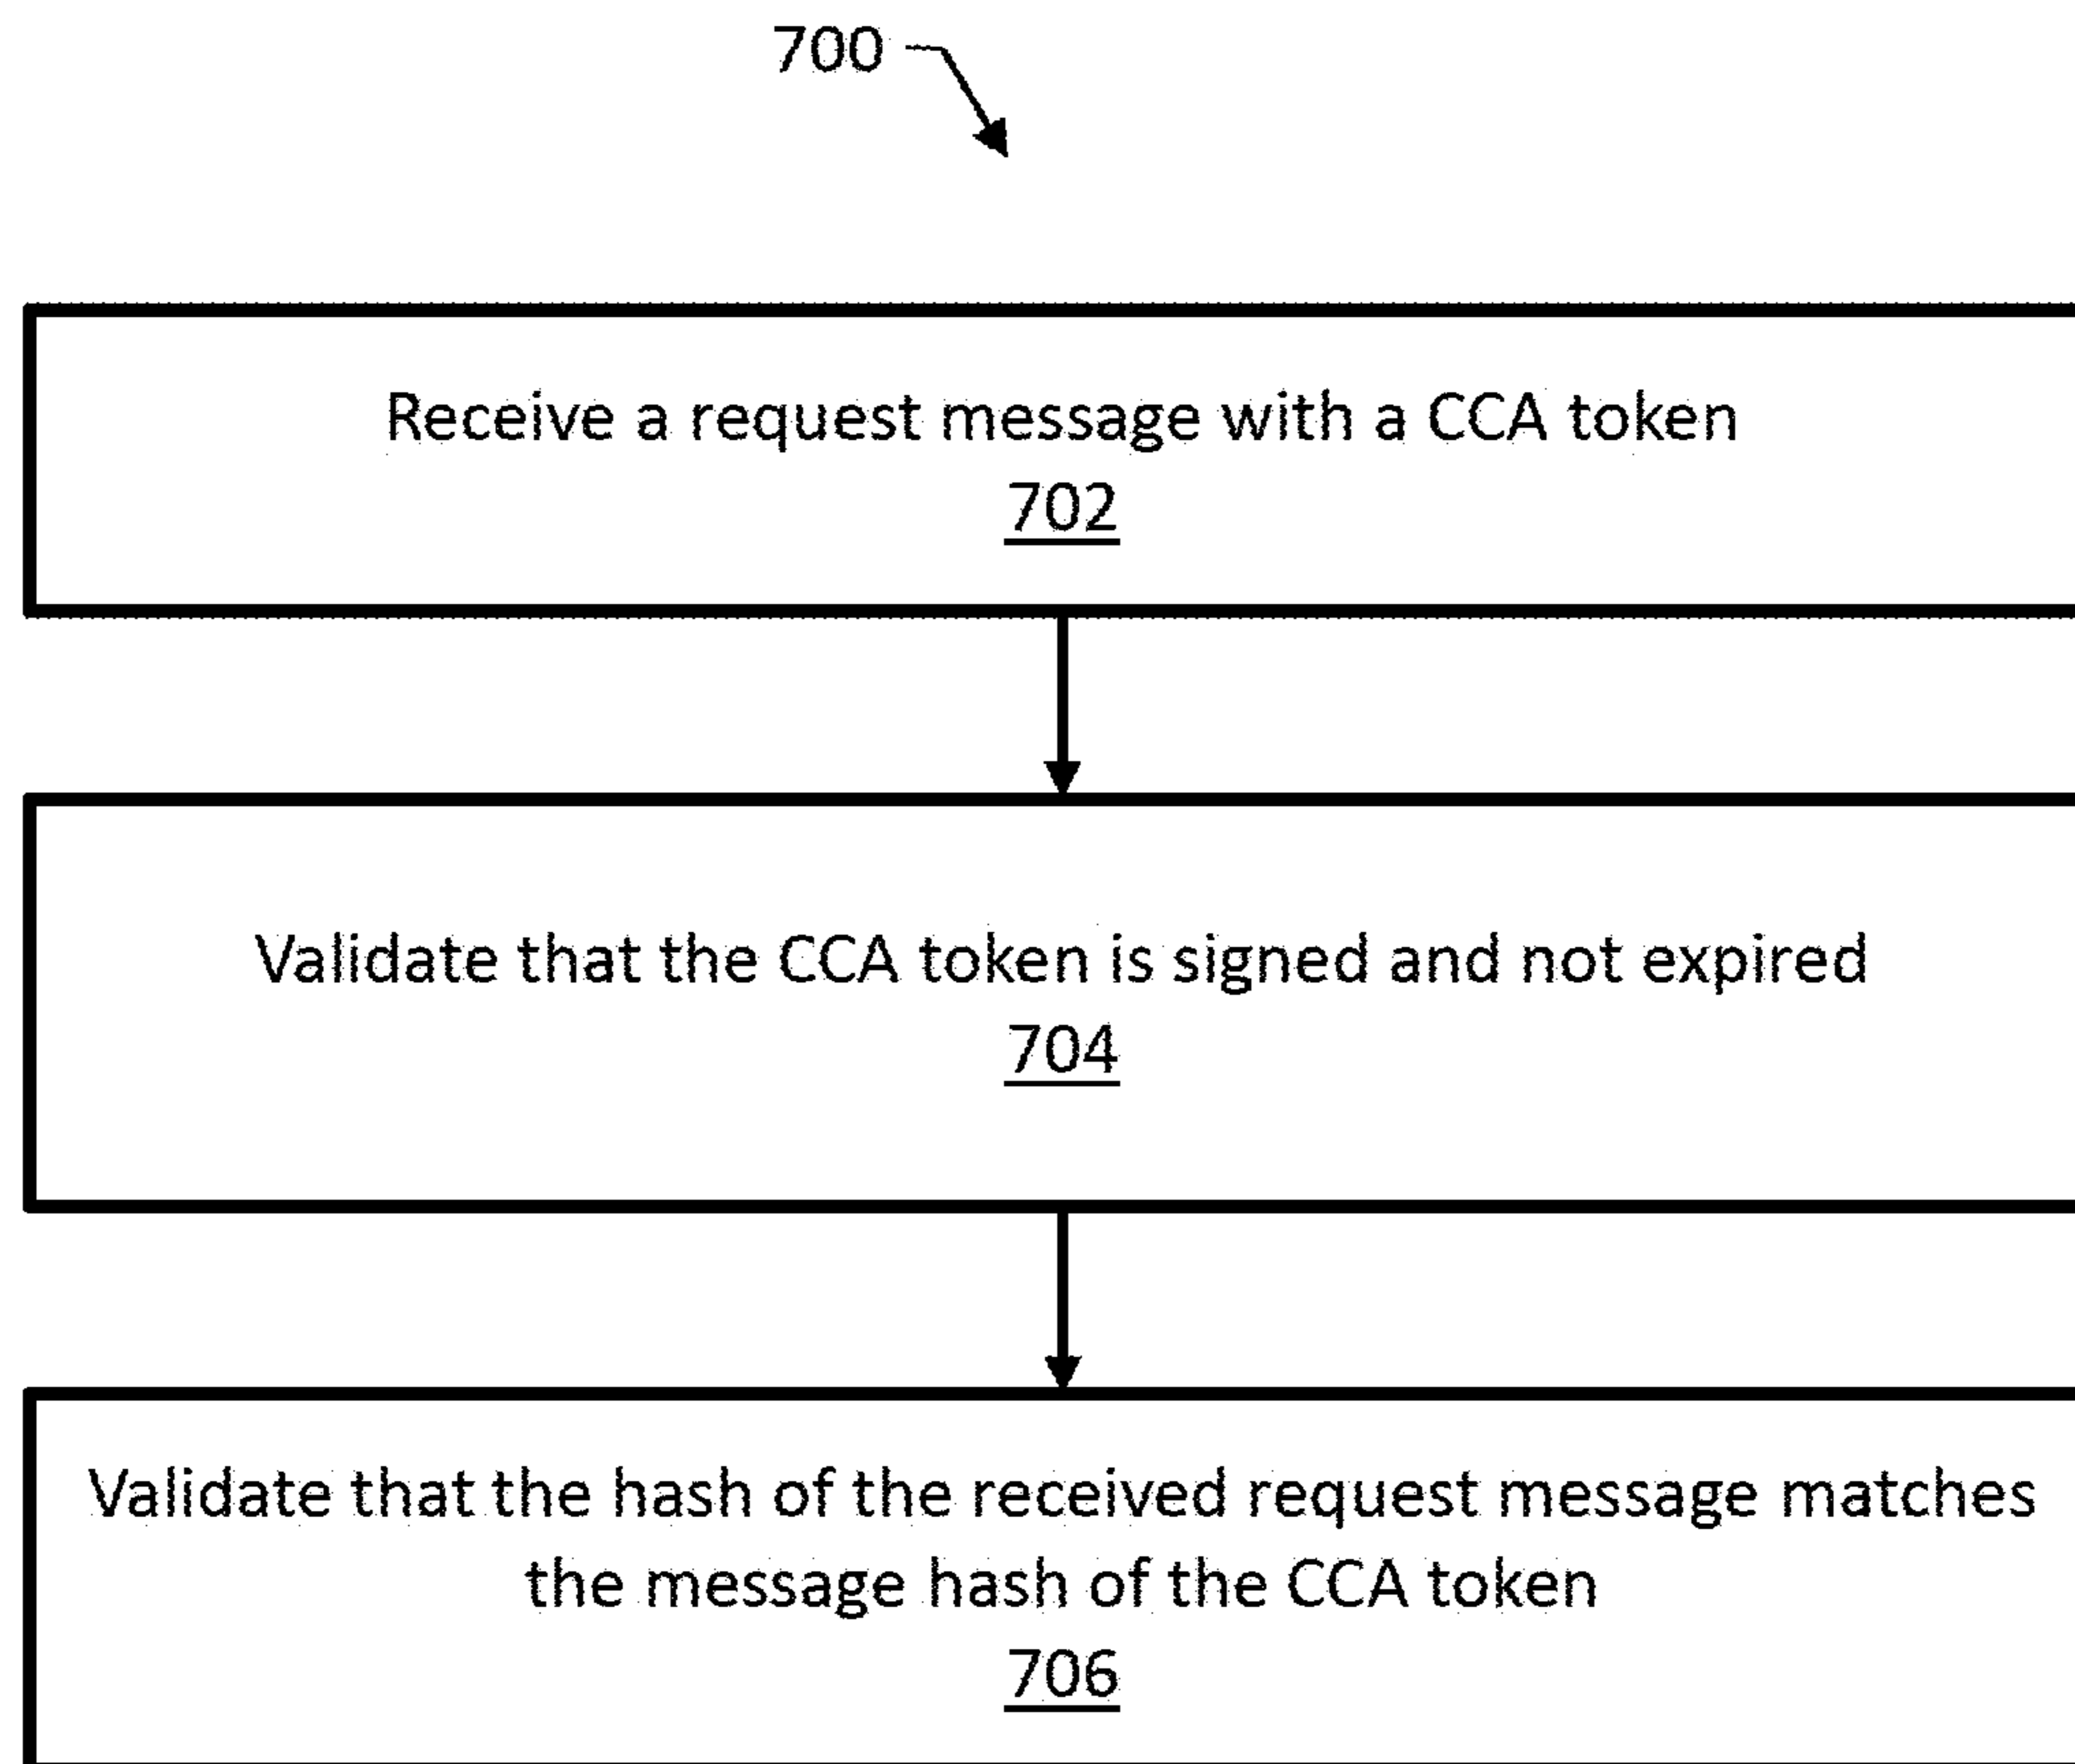 700
Receive a request message with a CCA token
702
Validate that the CCA token is signed and not expired
704
Validate that the hash of the received request message matches
the message hash of the CCA token
706